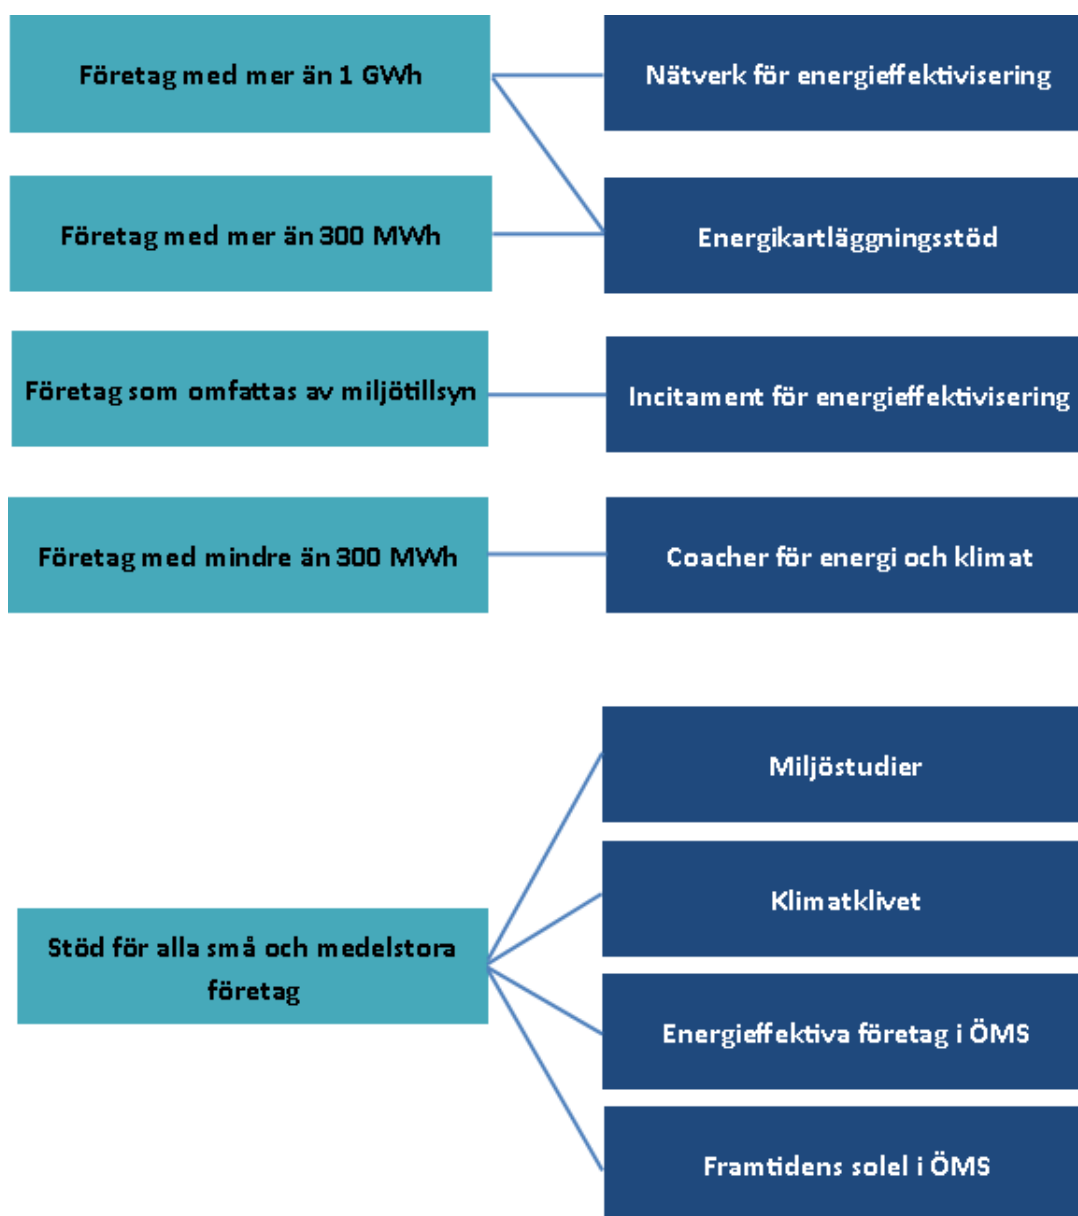 Företag med mer än 1 GWh
Nätverk för energieffektivisering
Företag med mer än 300 MWh
Energikartläggningsstöd
Företag som omfattas av miljötillsyn
Incitament för energieffektivisering
Företag med mindre än 300 MWh
Coacher för energi och klimat
Stöd för alla små och medelstora
företag
Miljöstudier
Klimatklivet
Energieffektiva företag i ÖMS
Framtidens solel i ÖMS